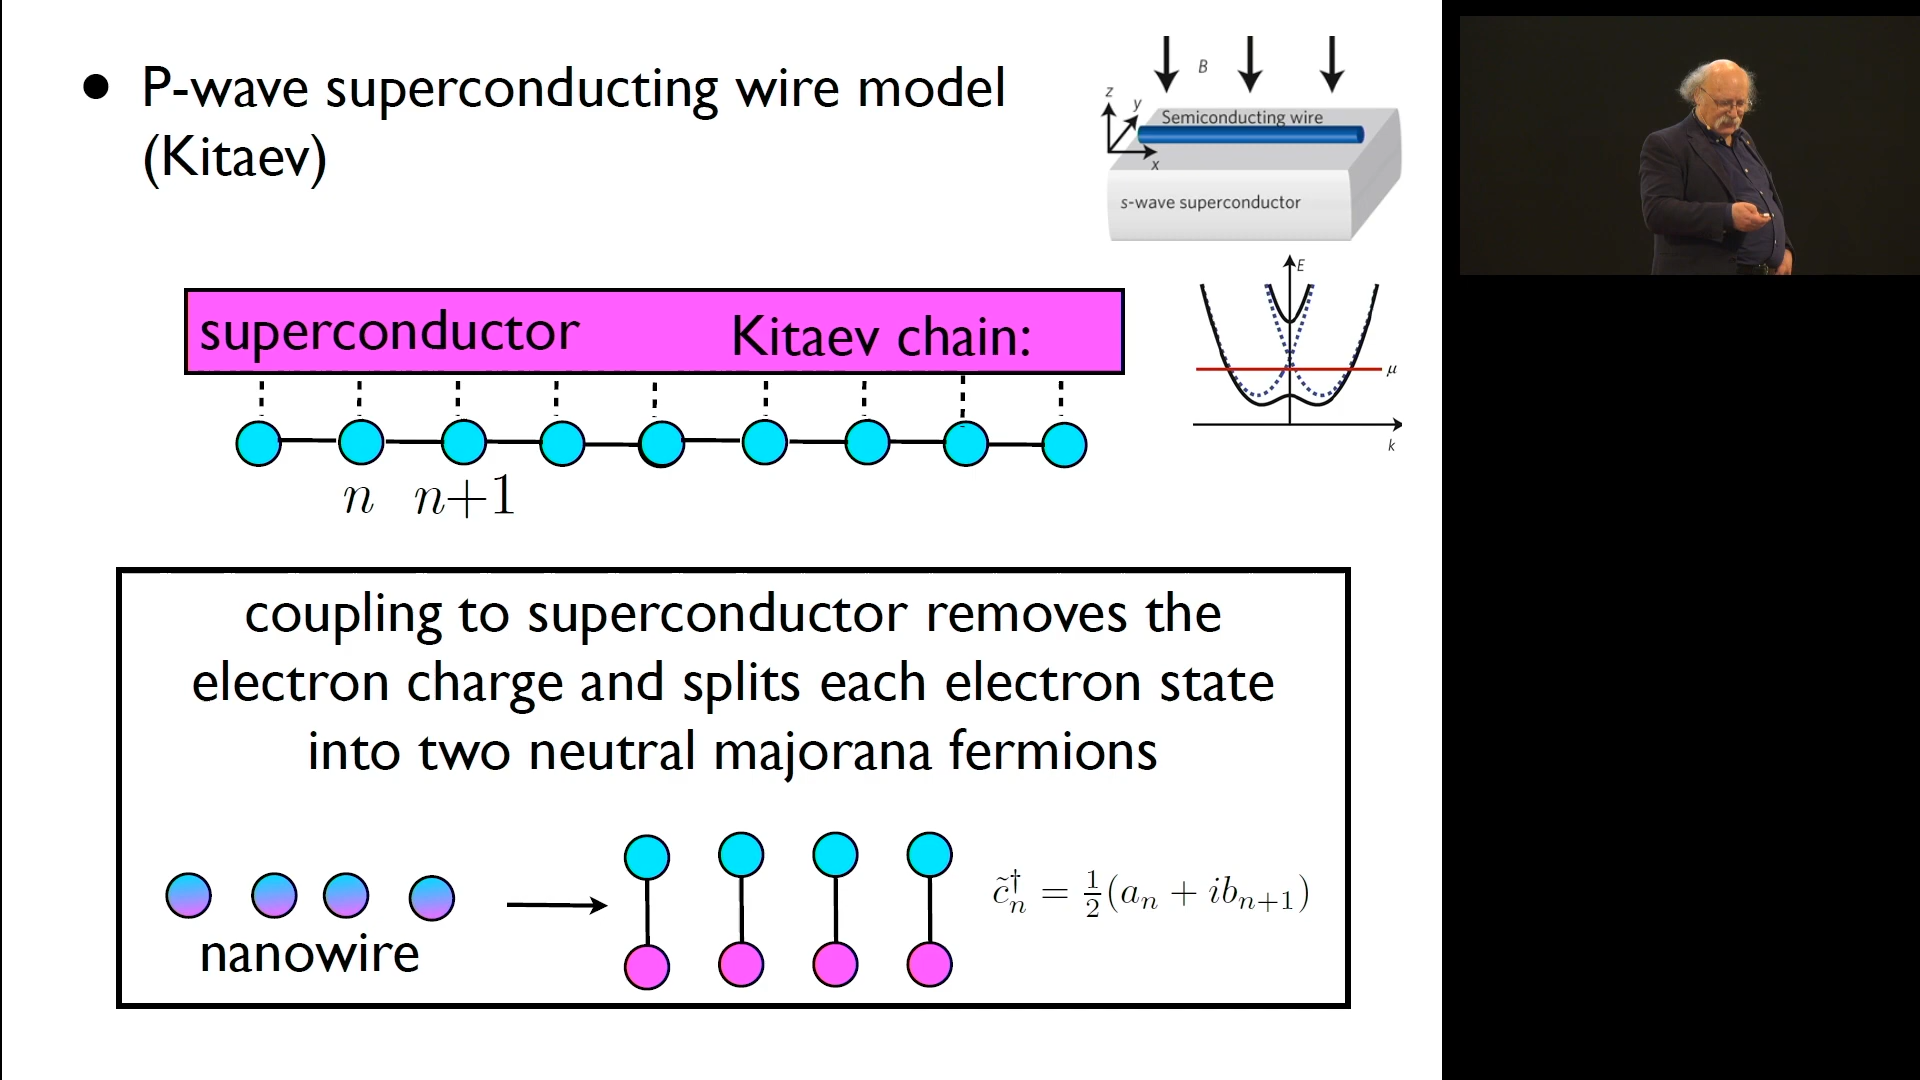 • P-wave superconducting wire model
(Kitaev)
B
z
y
Semiconducting wire
x
s-wave superconductor
E
μ
k
superconductor Kitaev chain:
n n+1
coupling to superconductor removes the
electron charge and splits each electron state
into two neutral majorana fermions
nanowire
c̃ₙ† = ½(aₙ + ibₙ₊₁)